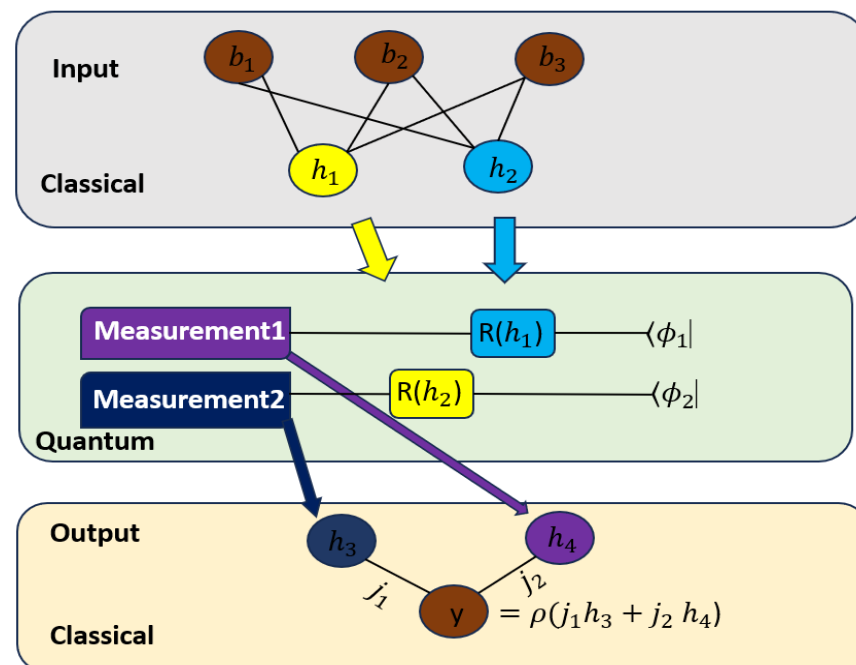 Input
b₁
b₂
b₃
Classical
h₁
h₂
Measurement1
R(h₁)
⟨ϕ₁|
Measurement2
R(h₂)
⟨ϕ₂|
Quantum
Output
h₃
h₄
j₁
j₂
y = ρ(j₁h₃ + j₂ h₄)
Classical